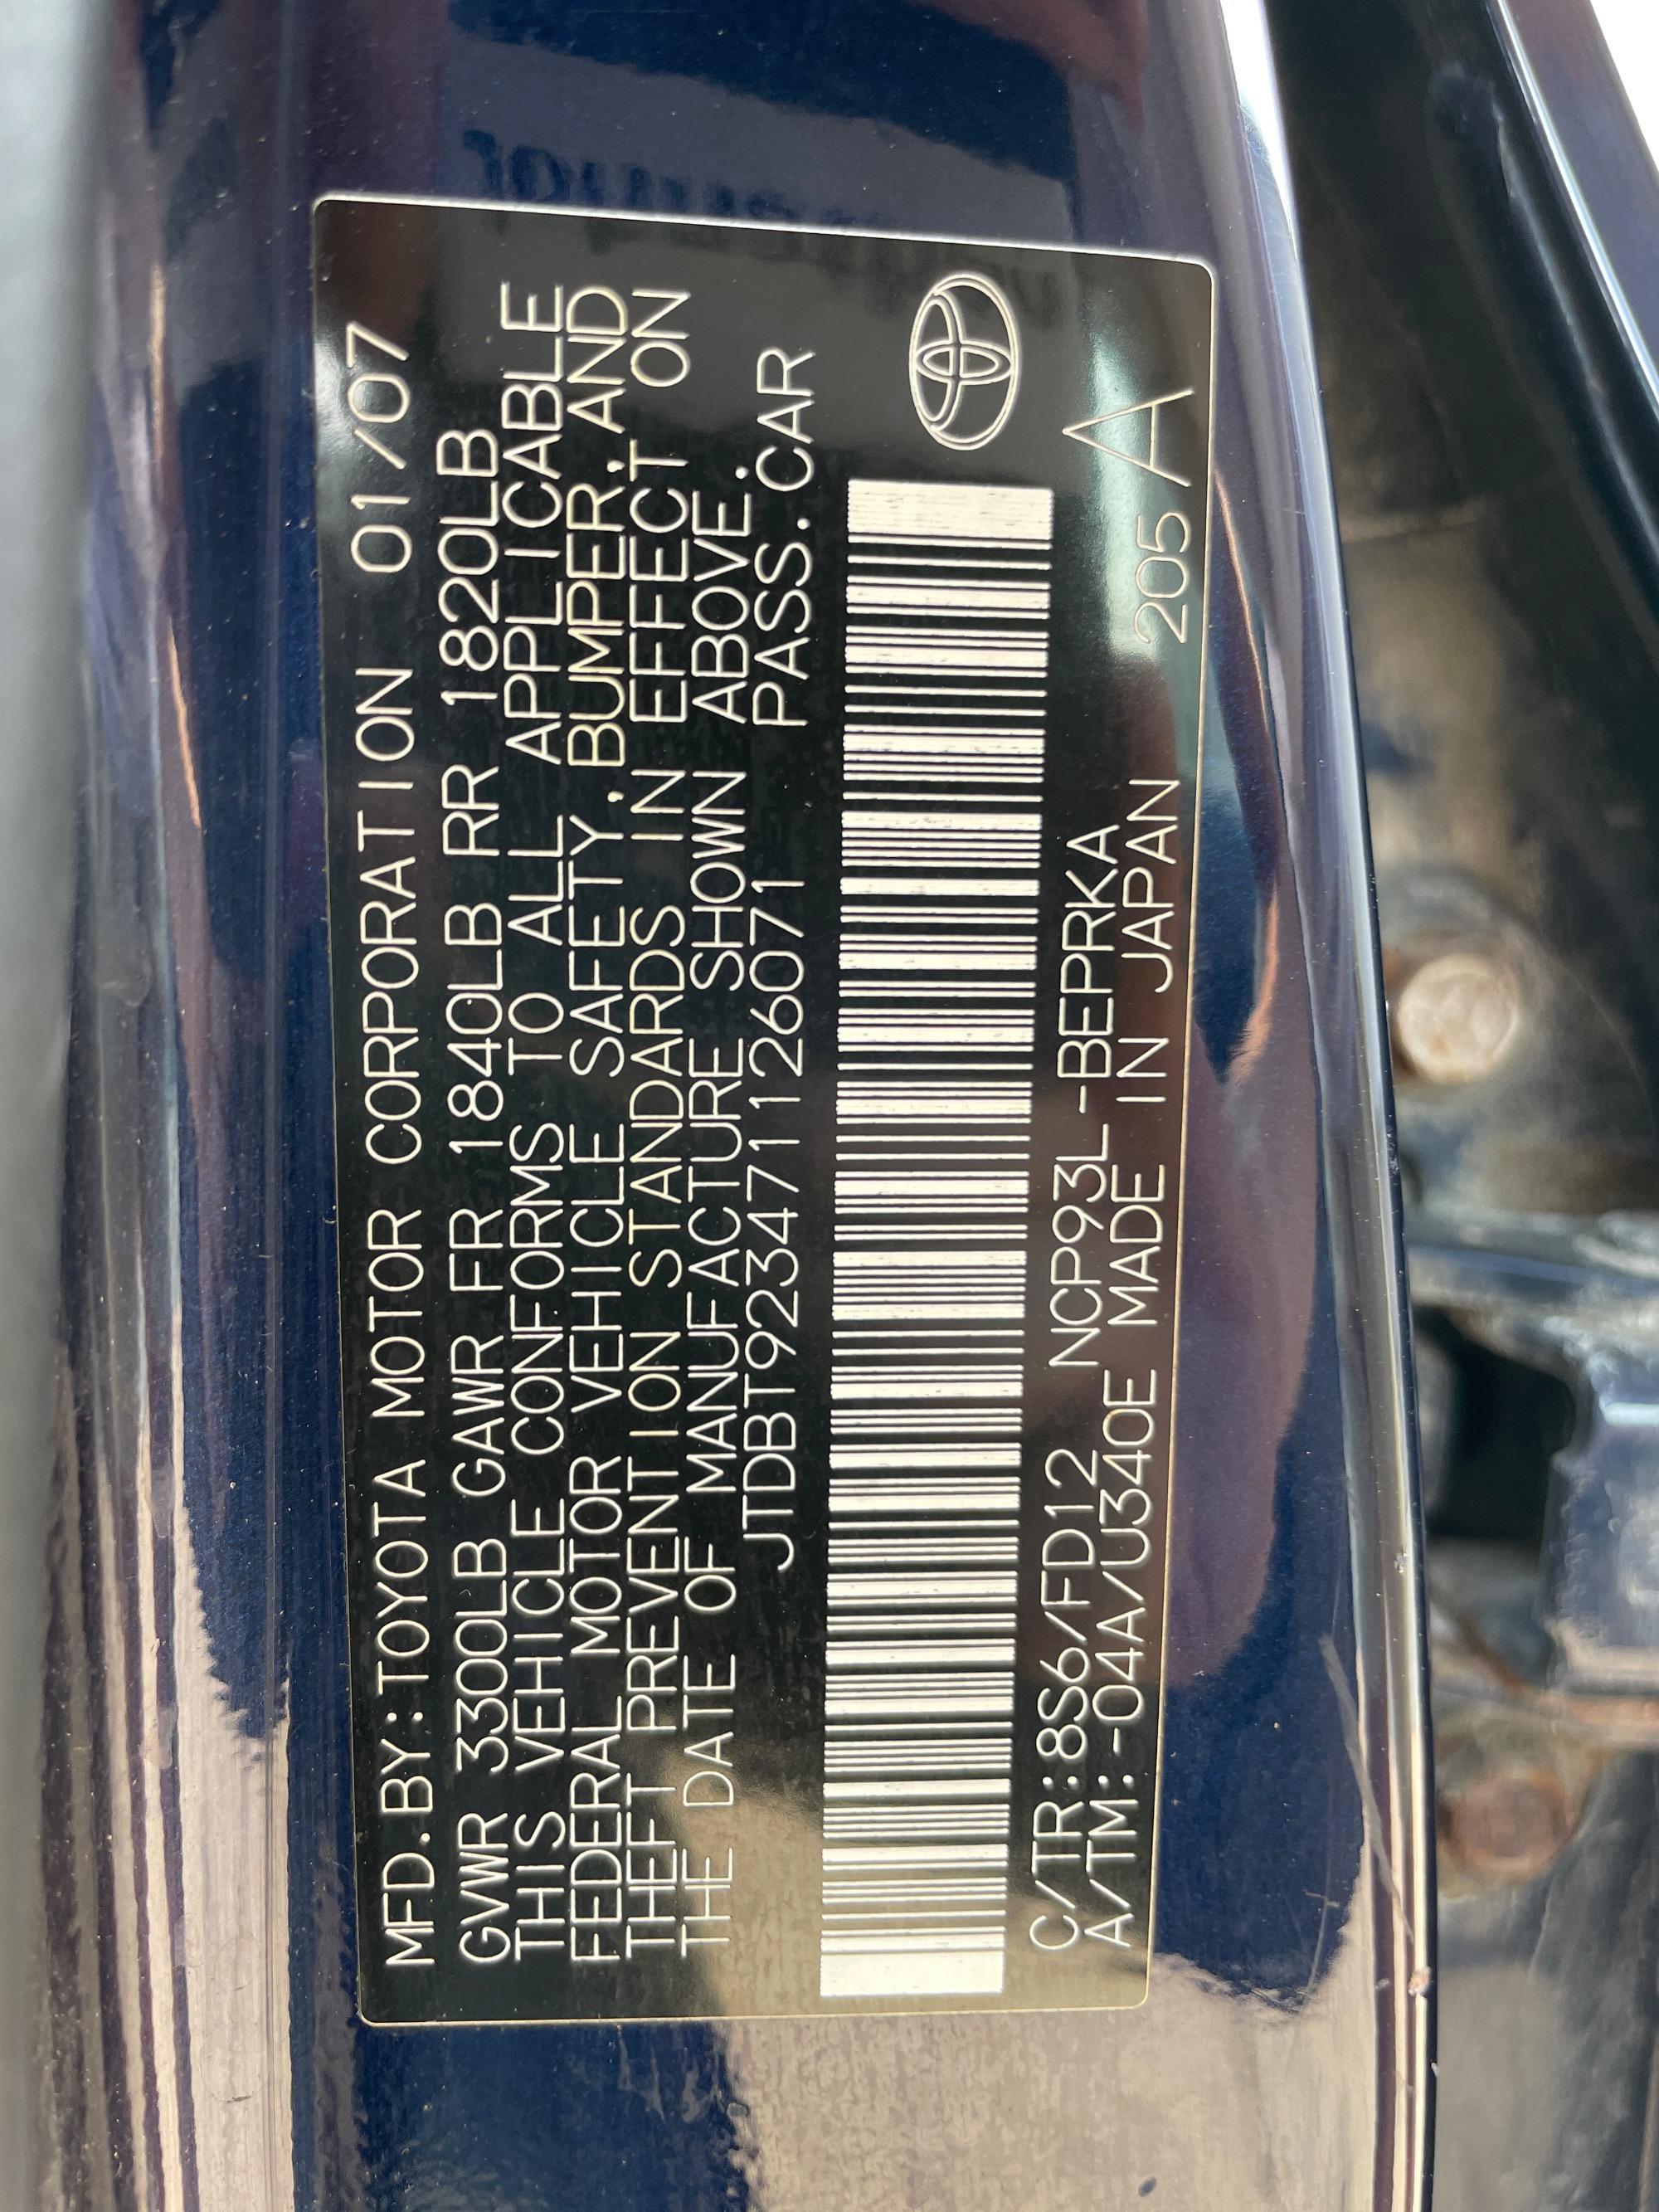 MFD.BY:TOYOTA MOTOR CORPORATION 01/07
GVWR 3300LB GAWR FR 1840LB RR 1820LB
THIS VEHICLE CONFORMS TO ALL APPLICABLE
FEDERAL MOTOR VEHICLE SAFETY,BUMPER,AND
THEFT PREVENTION STANDARDS IN EFFECT ON
THE DATE OF MANUFACTURE SHOWN ABOVE.
JTDBT923471126071 PASS.CAR
C/TR:8S6/FD12 NCP93L-BEPRKA
A/TM:-04A/U340E MADE IN JAPAN 205 A